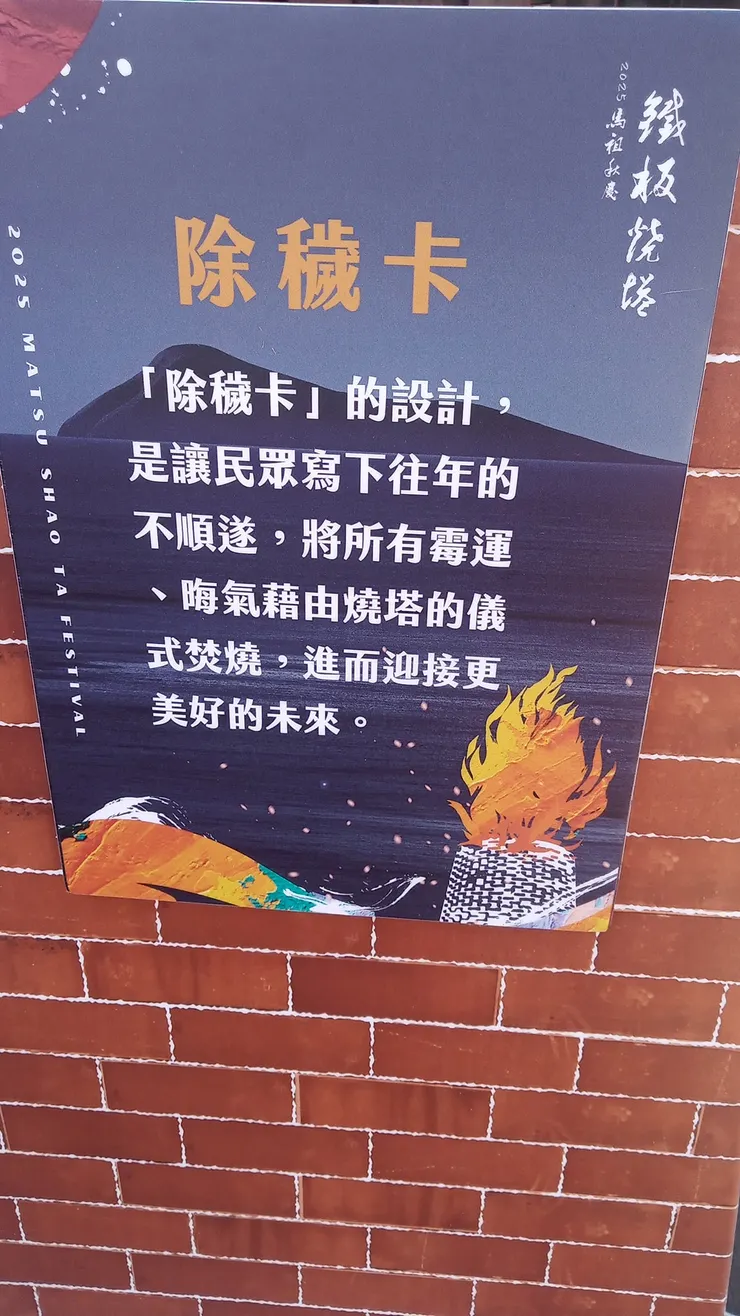 鐵板燒塔
2025 馬祖秋慶
除穢卡
「除穢卡」的設計，
是讓民眾寫下往年的
不順遂，將所有霉運
、晦氣藉由燒塔的儀
式焚燒，進而迎接更
美好的未來。
2025 MATSU SHAO TA FESTIVAL